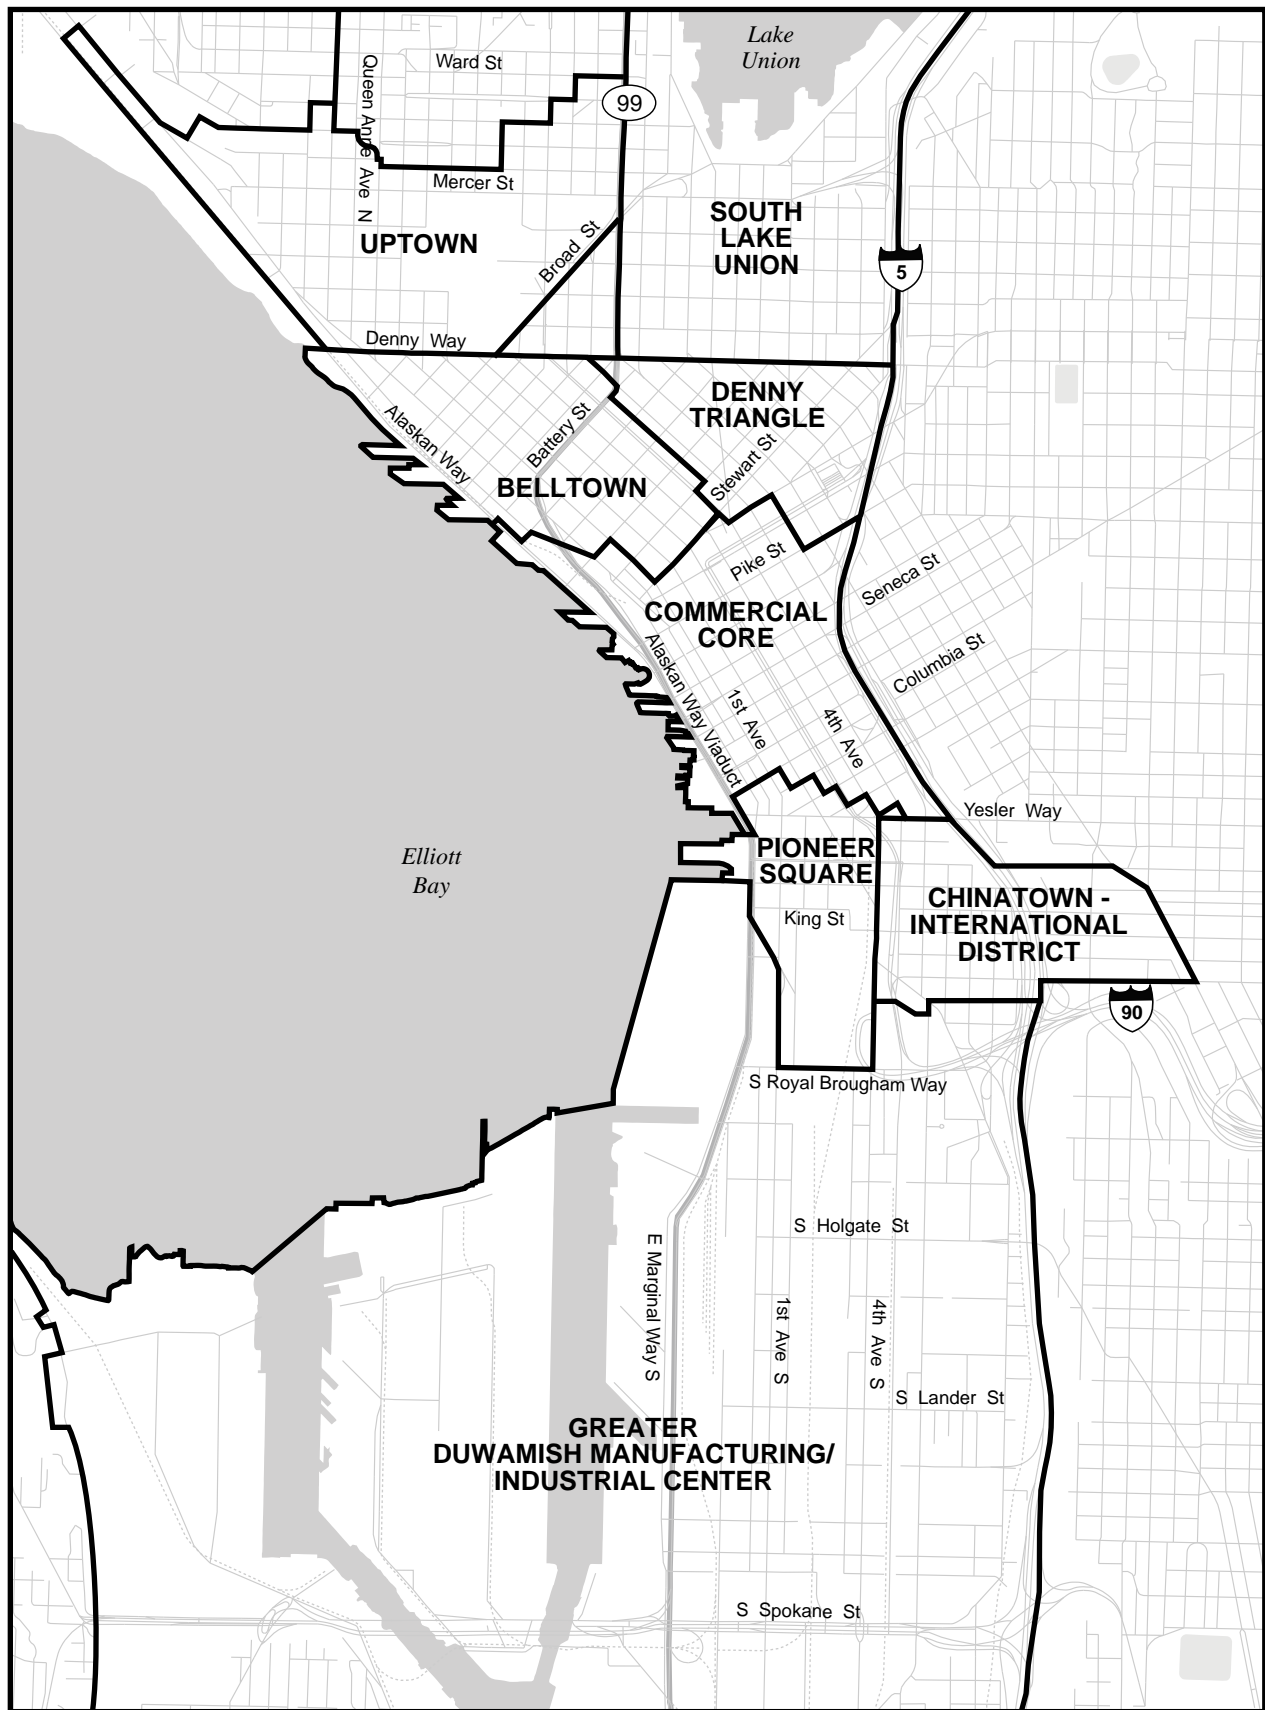 Lake
Union
Ward St
Queen Anne Ave N
99
Mercer St
SOUTH
LAKE
UNION
UPTOWN
Broad St
5
Denny Way
DENNY
TRIANGLE
Alaskan Way
Battery St
Stewart St
BELLTOWN
Pike St
Seneca St
COMMERCIAL
CORE
Columbia St
Alaskan Way Viaduct
1st Ave
4th Ave
Yesler Way
Elliott
Bay
PIONEER
SQUARE
CHINATOWN -
INTERNATIONAL
DISTRICT
King St
90
S Royal Brougham Way
S Holgate St
E Marginal Way S
1st Ave S
4th Ave S
S Lander St
GREATER
DUWAMISH MANUFACTURING/
INDUSTRIAL CENTER
S Spokane St